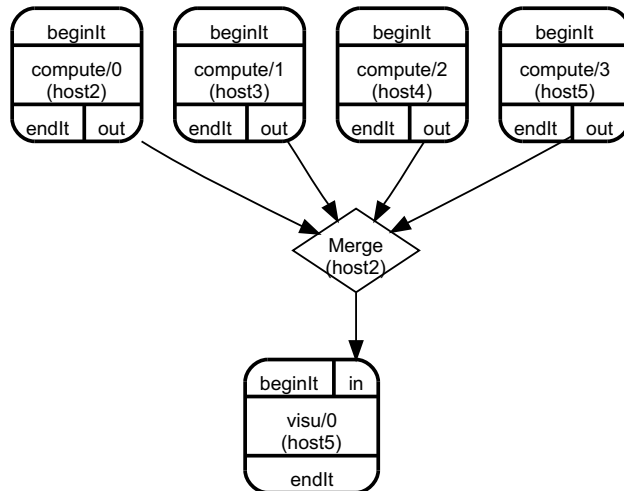 beginIt
compute/0
(host2)
endIt out
beginIt
compute/1
(host3)
endIt out
beginIt
compute/2
(host4)
endIt out
beginIt
compute/3
(host5)
endIt out
Merge
(host2)
beginIt in
visu/0
(host5)
endIt